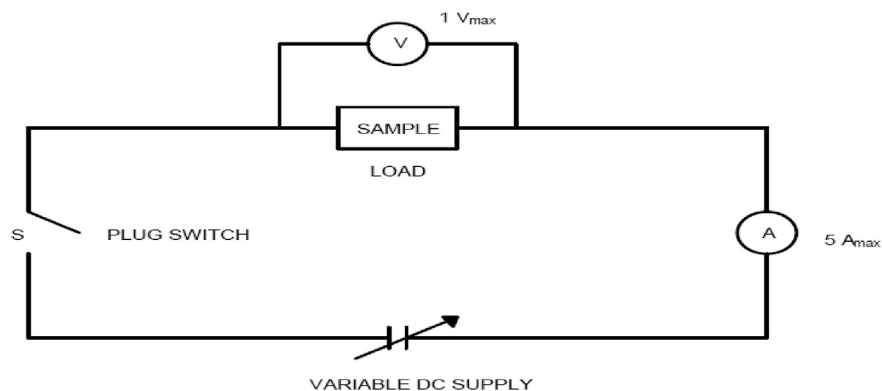 1 Vmax
V
SAMPLE
LOAD
S PLUG SWITCH
A
5 Amax
VARIABLE DC SUPPLY